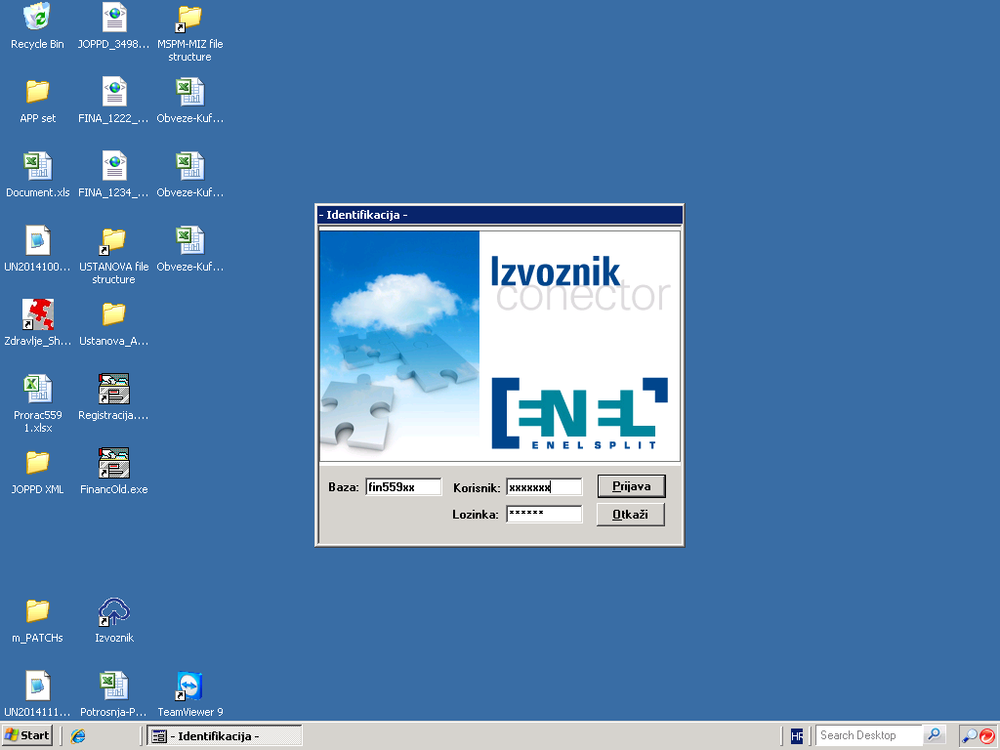 Recycle Bin
JOPPD_3498...
MSPM-MIZ file
structure
APP set
FINA_1222_...
Obveze-Kuf...
Document.xls
FINA_1234_...
Obveze-Kuf...
UN2014100...
USTANOVA file
structure
Obveze-Kuf...
Zdravlje_Sh...
Ustanova_A...
Prorac559
1.xlsx
Registracija....
JOPPD XML
FinancOld.exe
m_PATCHs
Izvoznik
UN2014111...
Potrosnja-P...
TeamViewer 9
- Identifikacija -
Izvoznik
conector
ENEL
ENEL SPLIT
Baza: fin559xx
Korisnik: xxxxxxx
Prijava
Lozinka: ******
Otkaži
Start
- Identifikacija -
HR
Search Desktop